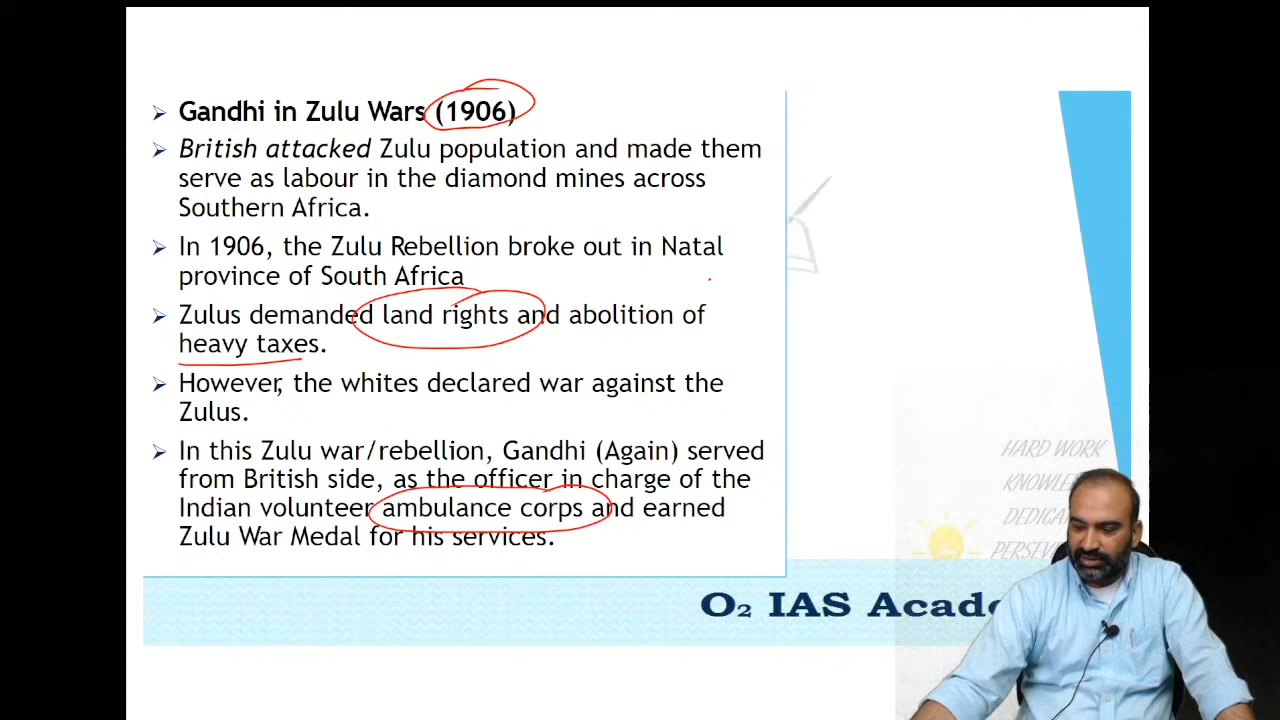 Gandhi in Zulu Wars (1906)
British attacked Zulu population and made them
serve as labour in the diamond mines across
Southern Africa.
In 1906, the Zulu Rebellion broke out in Natal
province of South Africa
Zulus demanded land rights and abolition of
heavy taxes.
However, the whites declared war against the
Zulus.
In this Zulu war/rebellion, Gandhi (Again) served
from British side, as the officer in charge of the
Indian volunteer ambulance corps and earned
Zulu War Medal for his services.
HARD WORK
O2 IAS